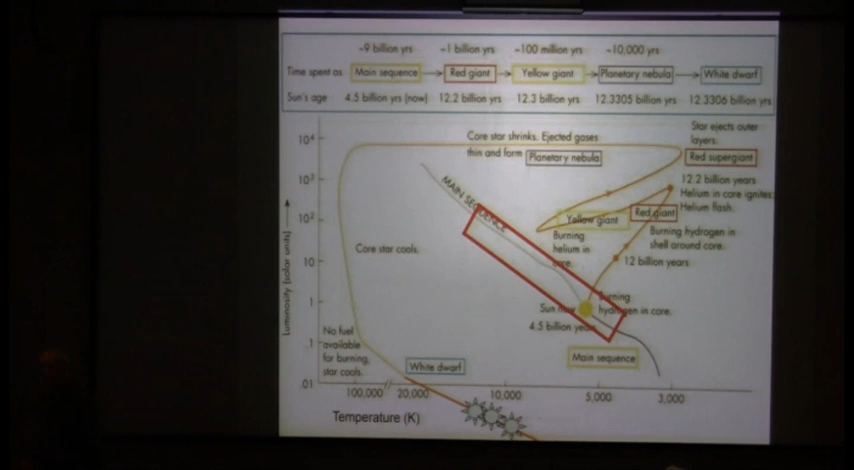 ~9 billion yrs ~1 billion yrs ~100 million yrs ~10,000 yrs
Time spent as Main sequence Red giant Yellow giant Planetary nebula White dwarf
Sun's age 4.5 billion yrs (now) 12.2 billion yrs 12.3 billion yrs 12.3305 billion yrs 12.3306 billion yrs
Star ejects outer
layers.
Red supergiant
Core star shrinks. Ejected gases
thin and form Planetary nebula
12.2 billion years
Helium in core ignites:
Helium flash.
MAIN SEQUENCE
Yellow giant
Red giant
Burning
helium in
core.
Burning hydrogen in
shell around core.
12 billion years
Core star cools.
Burning
hydrogen in core.
Sun now
4.5 billion years
Main sequence
No fuel
available
for burning,
star cools.
White dwarf
Luminosity (solar units)
10⁴
10³
10²
10
1
.1
.01
100,000 20,000 10,000 5,000 3,000
Temperature (K)